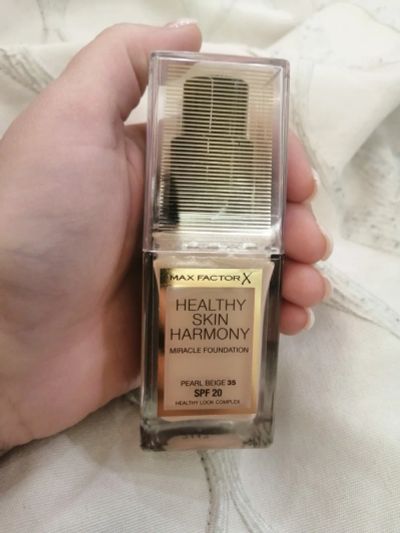 MAX FACTOR X
HEALTHY
SKIN
HARMONY
MIRACLE FOUNDATION
PEARL BEIGE 35
SPF 20
HEALTHY LOOK COMPLEX